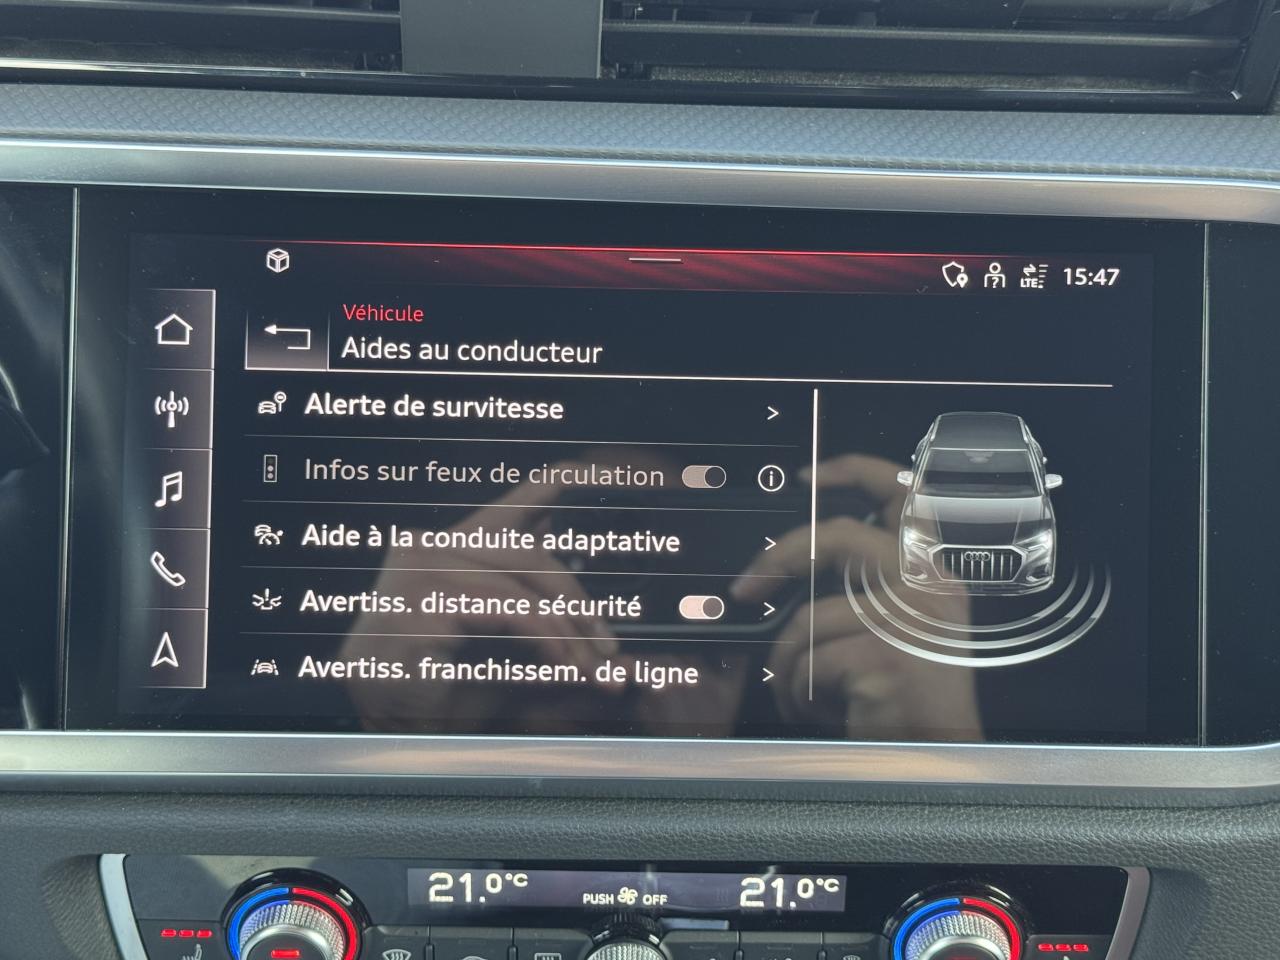 LTE
15:47
Véhicule
Aides au conducteur
Alerte de survitesse
Infos sur feux de circulation
Aide à la conduite adaptative
Avertiss. distance sécurité
Avertiss. franchissem. de ligne
21.0°C
PUSH OFF
21.0°C